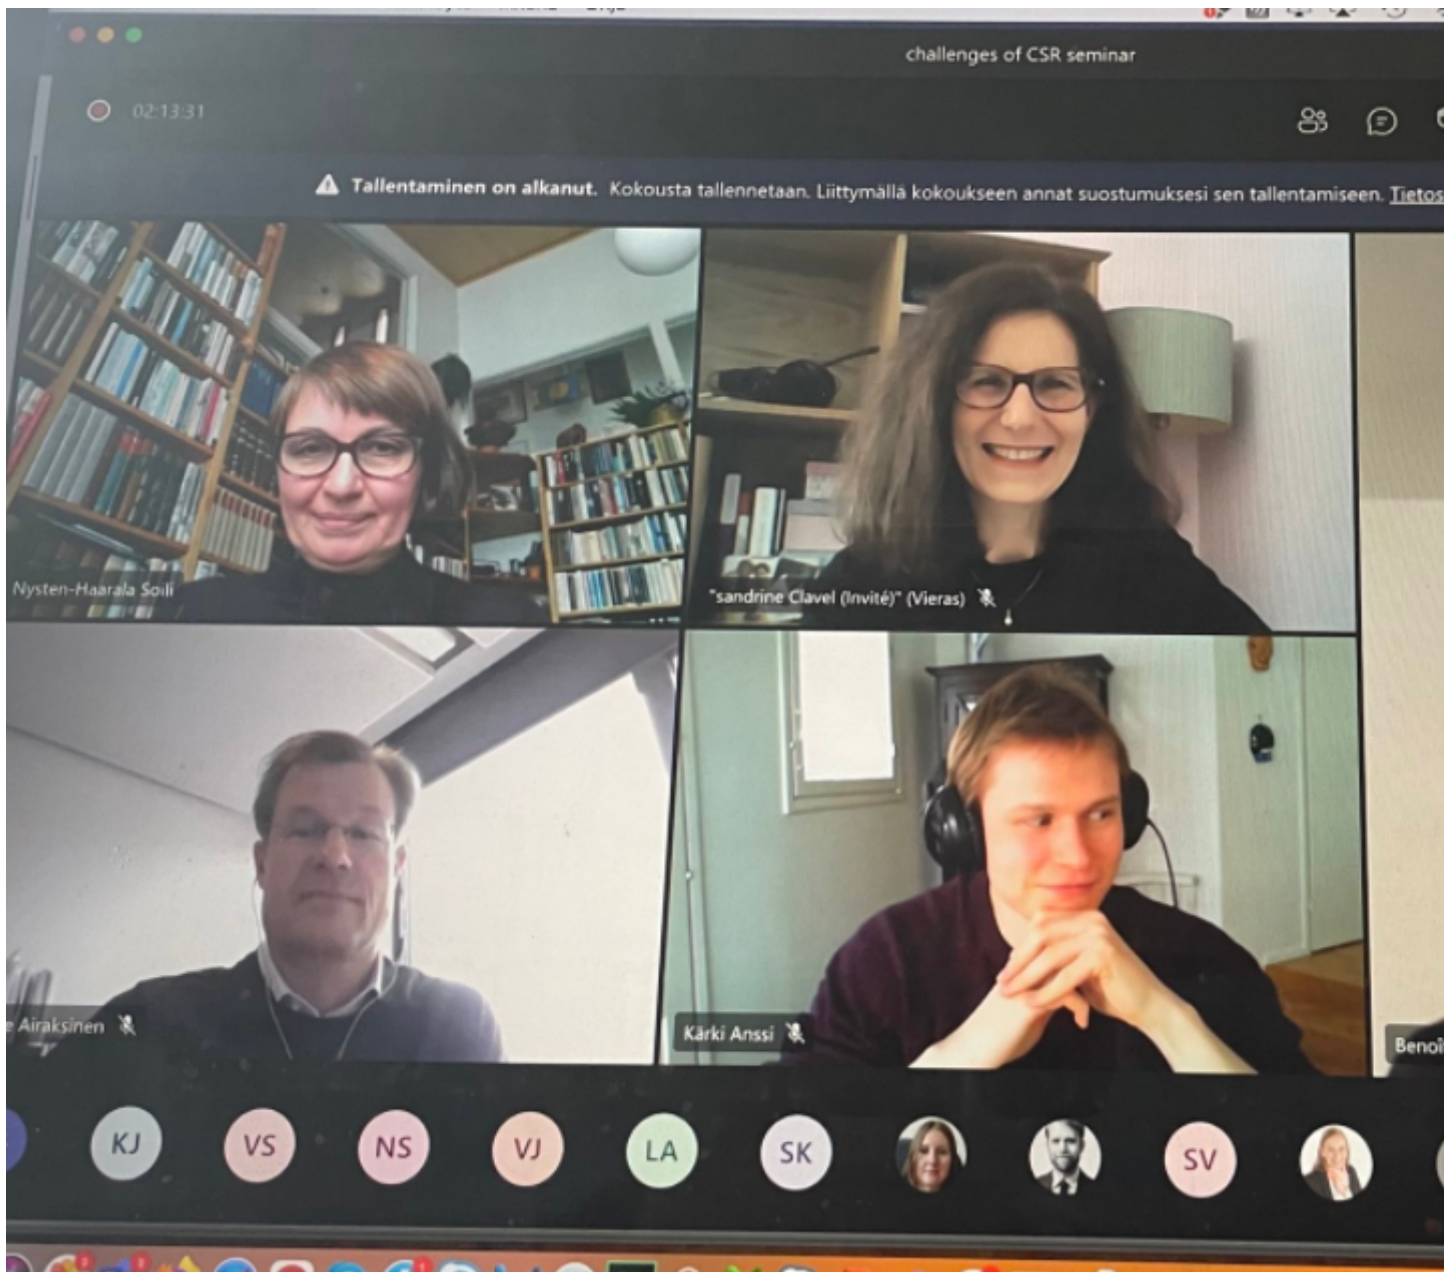 challenges of CSR seminar
02:13:31
Tallentaminen on alkanut. Kokousta tallennetaan. Liittymällä kokoukseen annat suostumuksesi sen tallentamiseen. Tietos
Nysten-Haarala Soili
"sandrine Clavel (Invité)" (Vieras)
e Airaksinen
Kärki Anssi
Benoî
KJ
VS
NS
VJ
LA
SK
SV